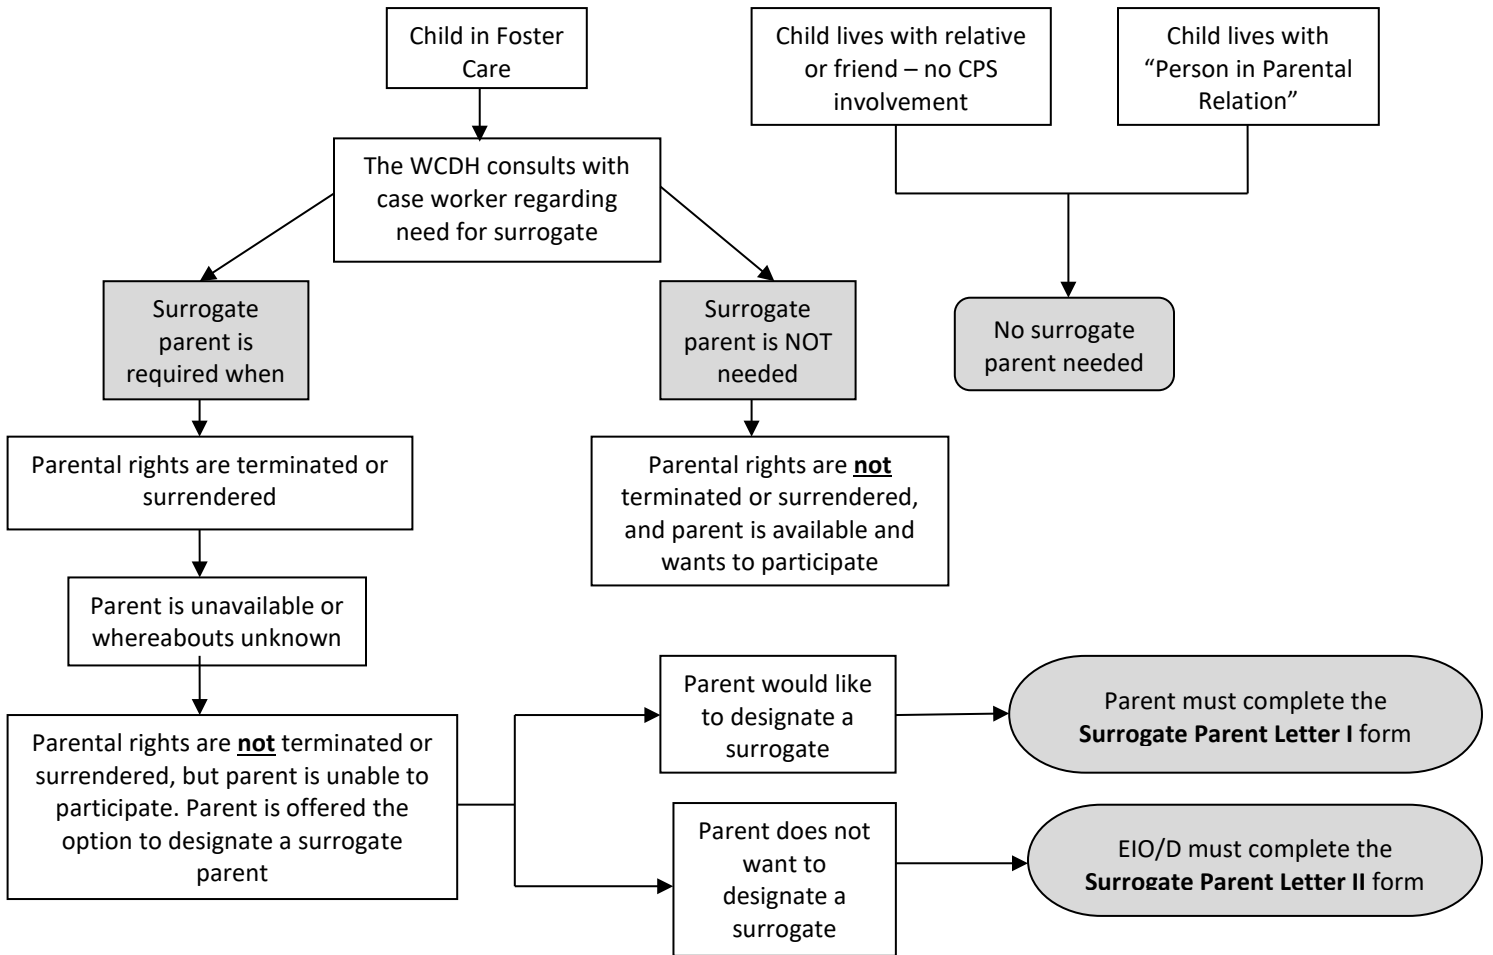 Child in Foster
Care
Child lives with relative
or friend – no CPS
involvement
Child lives with
“Person in Parental
Relation”
The WCDH consults with
case worker regarding
need for surrogate
Surrogate
parent is
required when
Surrogate
parent is NOT
needed
No surrogate
parent needed
Parental rights are terminated or
surrendered
Parental rights are not
terminated or surrendered,
and parent is available and
wants to participate
Parent is unavailable or
whereabouts unknown
Parental rights are not terminated or
surrendered, but parent is unable to
participate. Parent is offered the
option to designate a surrogate
parent
Parent would like
to designate a
surrogate
Parent must complete the
Surrogate Parent Letter I form
Parent does not
want to
designate a
surrogate
EIO/D must complete the
Surrogate Parent Letter II form